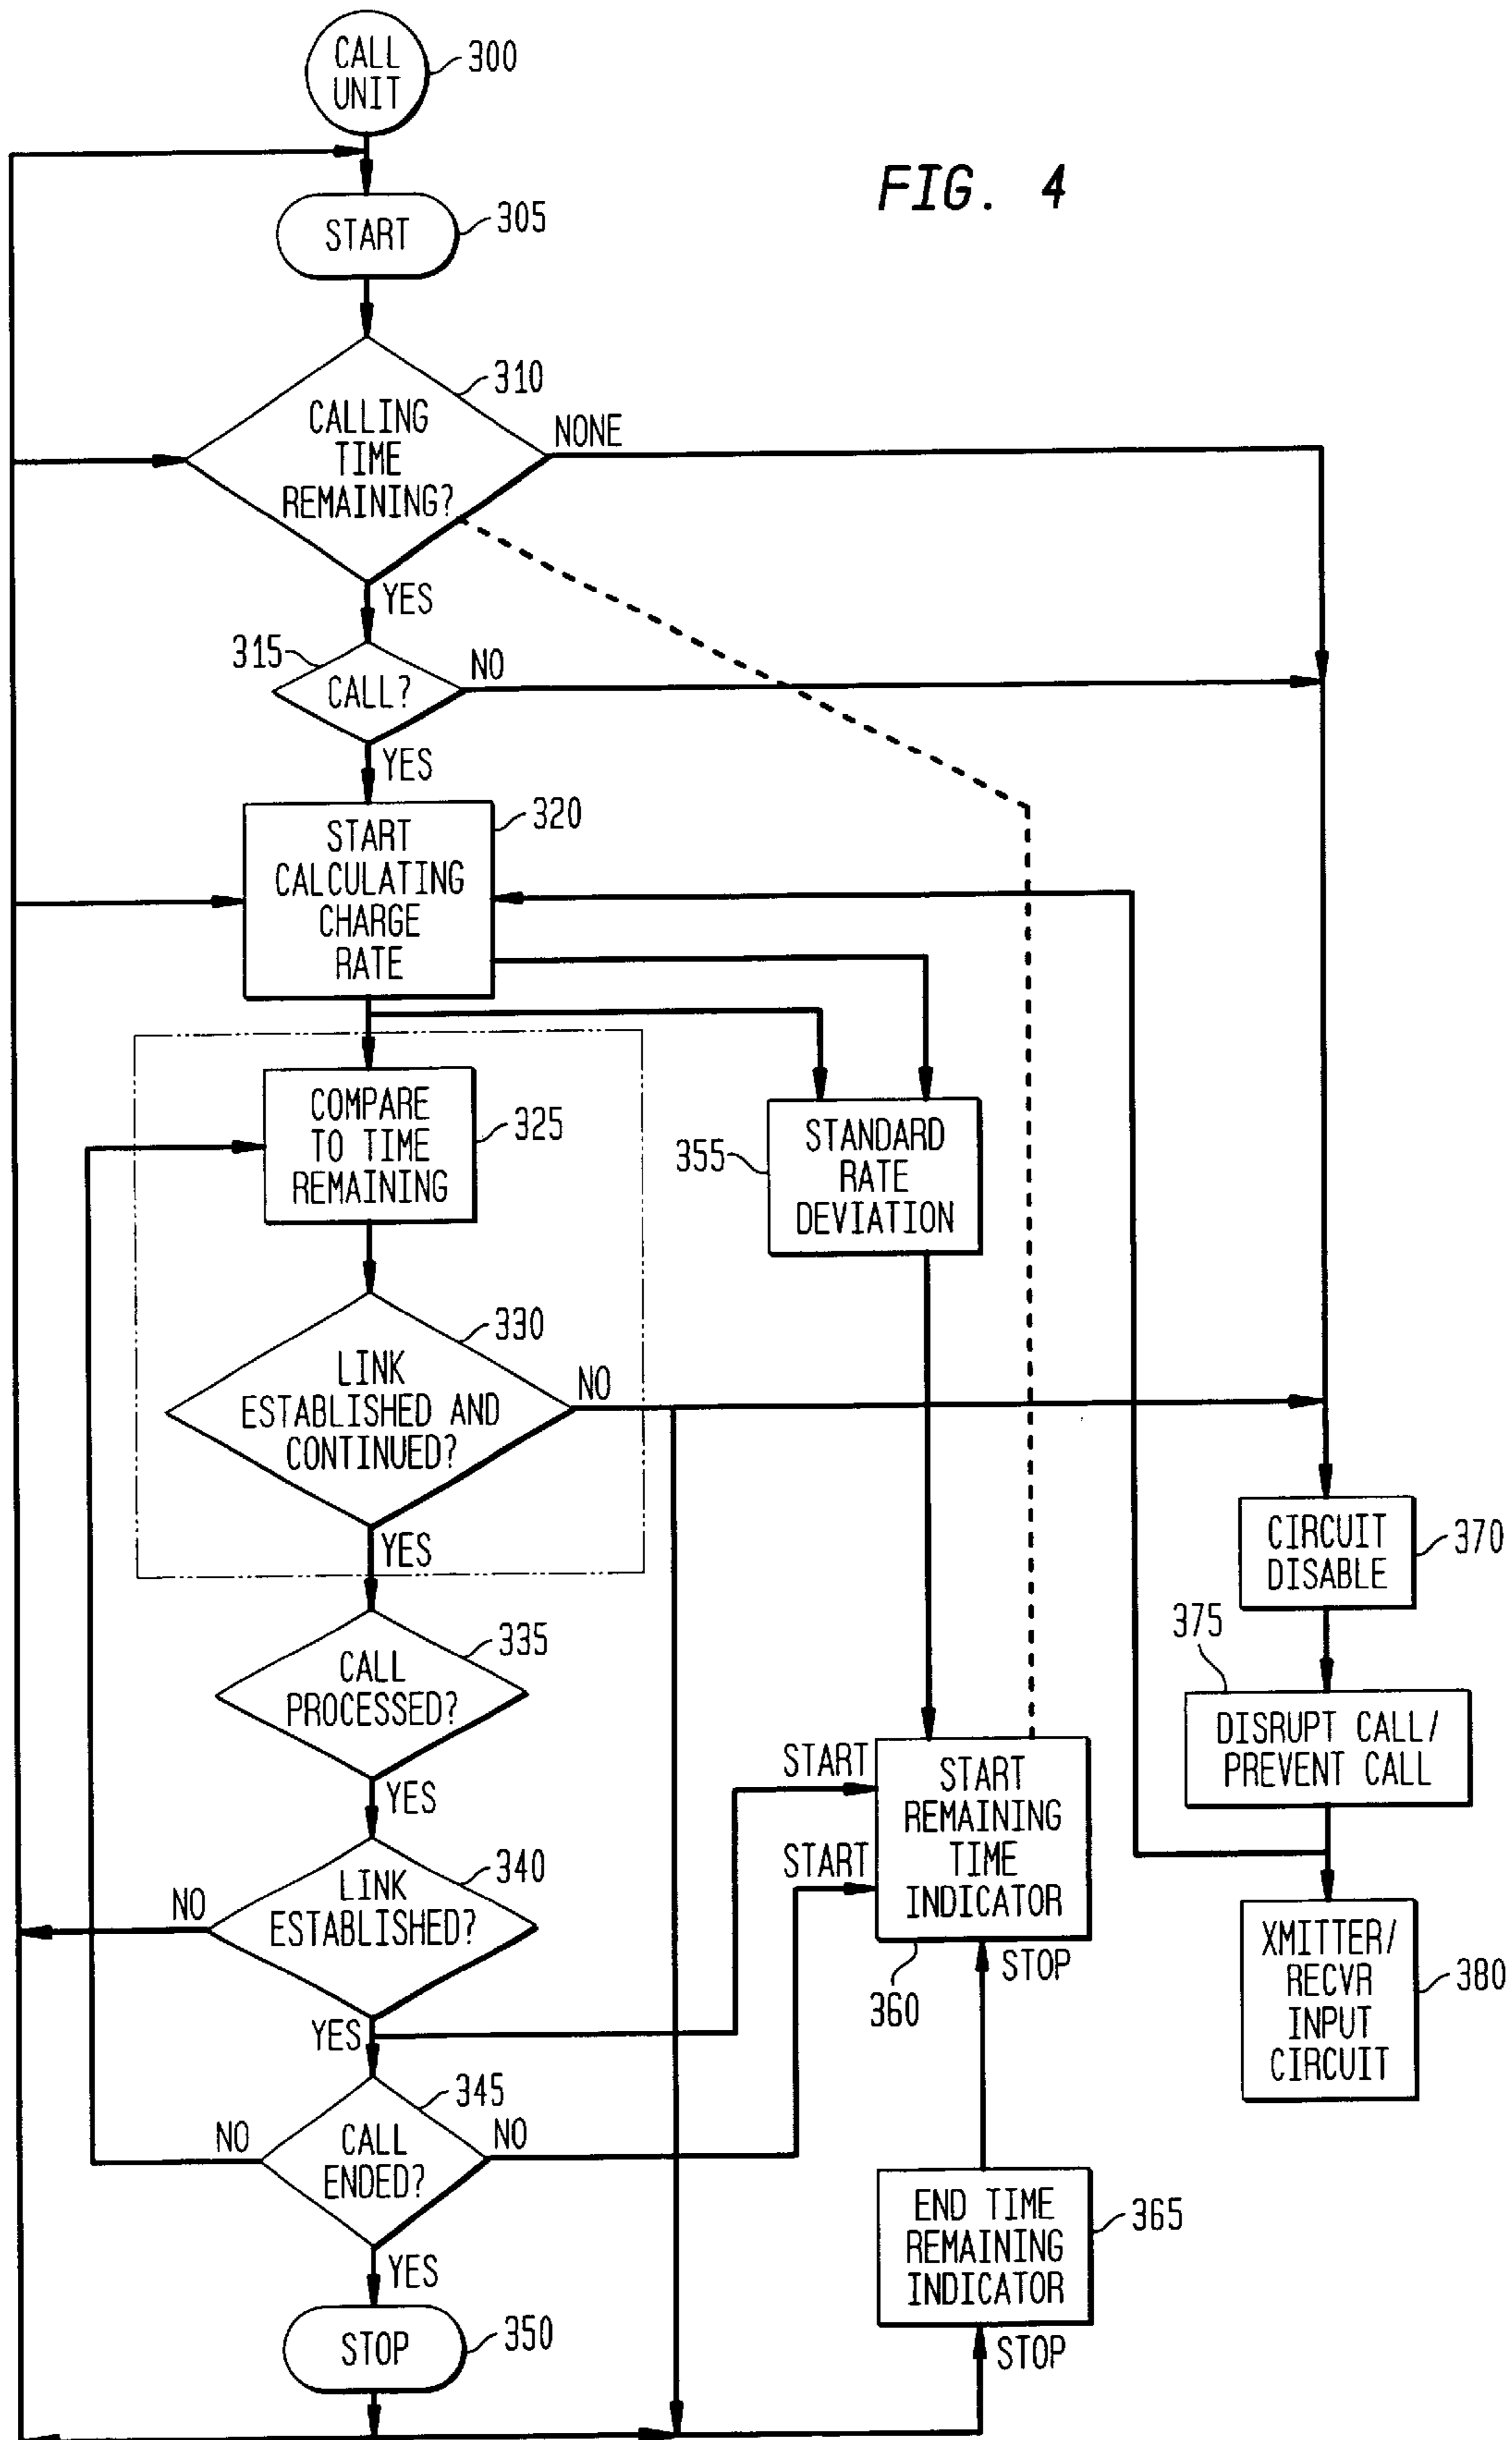 CALL
UNIT
300
FIG. 4
START
305
310
CALLING
TIME
REMAINING?
NONE
YES
315
CALL?
NO
YES
320
START
CALCULATING
CHARGE
RATE
COMPARE
TO TIME
REMAINING
325
355
STANDARD
RATE
DEVIATION
330
LINK
ESTABLISHED AND
CONTINUED?
NO
YES
CIRCUIT
DISABLE
370
335
CALL
PROCESSED?
YES
375
DISRUPT CALL/
PREVENT CALL
START
START
START
REMAINING
TIME
INDICATOR
360
STOP
340
LINK
ESTABLISHED?
NO
YES
XMITTER/
RECVR
INPUT
CIRCUIT
380
345
CALL
ENDED?
NO
NO
YES
END TIME
REMAINING
INDICATOR
365
STOP
STOP
350